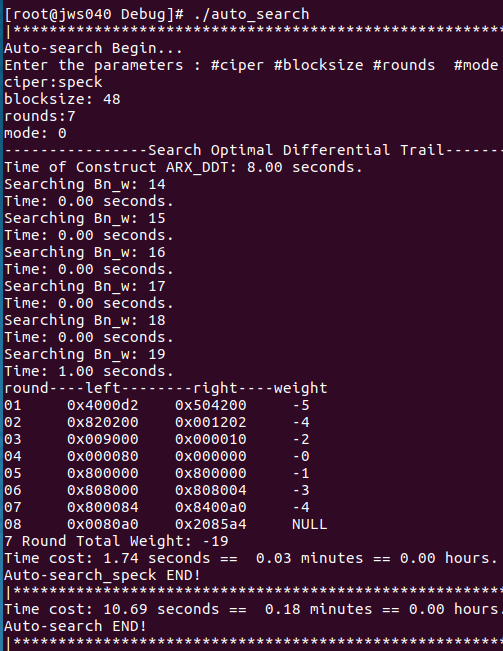 [root@jws040 Debug]# ./auto_search
|*************************************************************
Auto-search Begin...
Enter the parameters : #ciper #blocksize #rounds  #mode
ciper:speck
blocksize: 48
rounds:7
mode: 0
----------------Search Optimal Differential Trail-------
Time of Construct ARX_DDT: 8.00 seconds.
Searching Bn_w: 14
Time: 0.00 seconds.
Searching Bn_w: 15
Time: 0.00 seconds.
Searching Bn_w: 16
Time: 0.00 seconds.
Searching Bn_w: 17
Time: 0.00 seconds.
Searching Bn_w: 18
Time: 0.00 seconds.
Searching Bn_w: 19
Time: 1.00 seconds.
round----left--------right----weight
01     0x4000d2    0x504200     -5
02     0x820200    0x001202     -4
03     0x009000    0x000010     -2
04     0x000080    0x000000     -0
05     0x800000    0x800000     -1
06     0x808000    0x808004     -3
07     0x800084    0x8400a0     -4
08     0x0080a0    0x2085a4     NULL
7 Round Total Weight: -19
Time cost: 1.74 seconds ==  0.03 minutes == 0.00 hours.
Auto-search_speck END!
|*************************************************************
Time cost: 10.69 seconds ==  0.18 minutes == 0.00 hours.
Auto-search END!
|*************************************************************